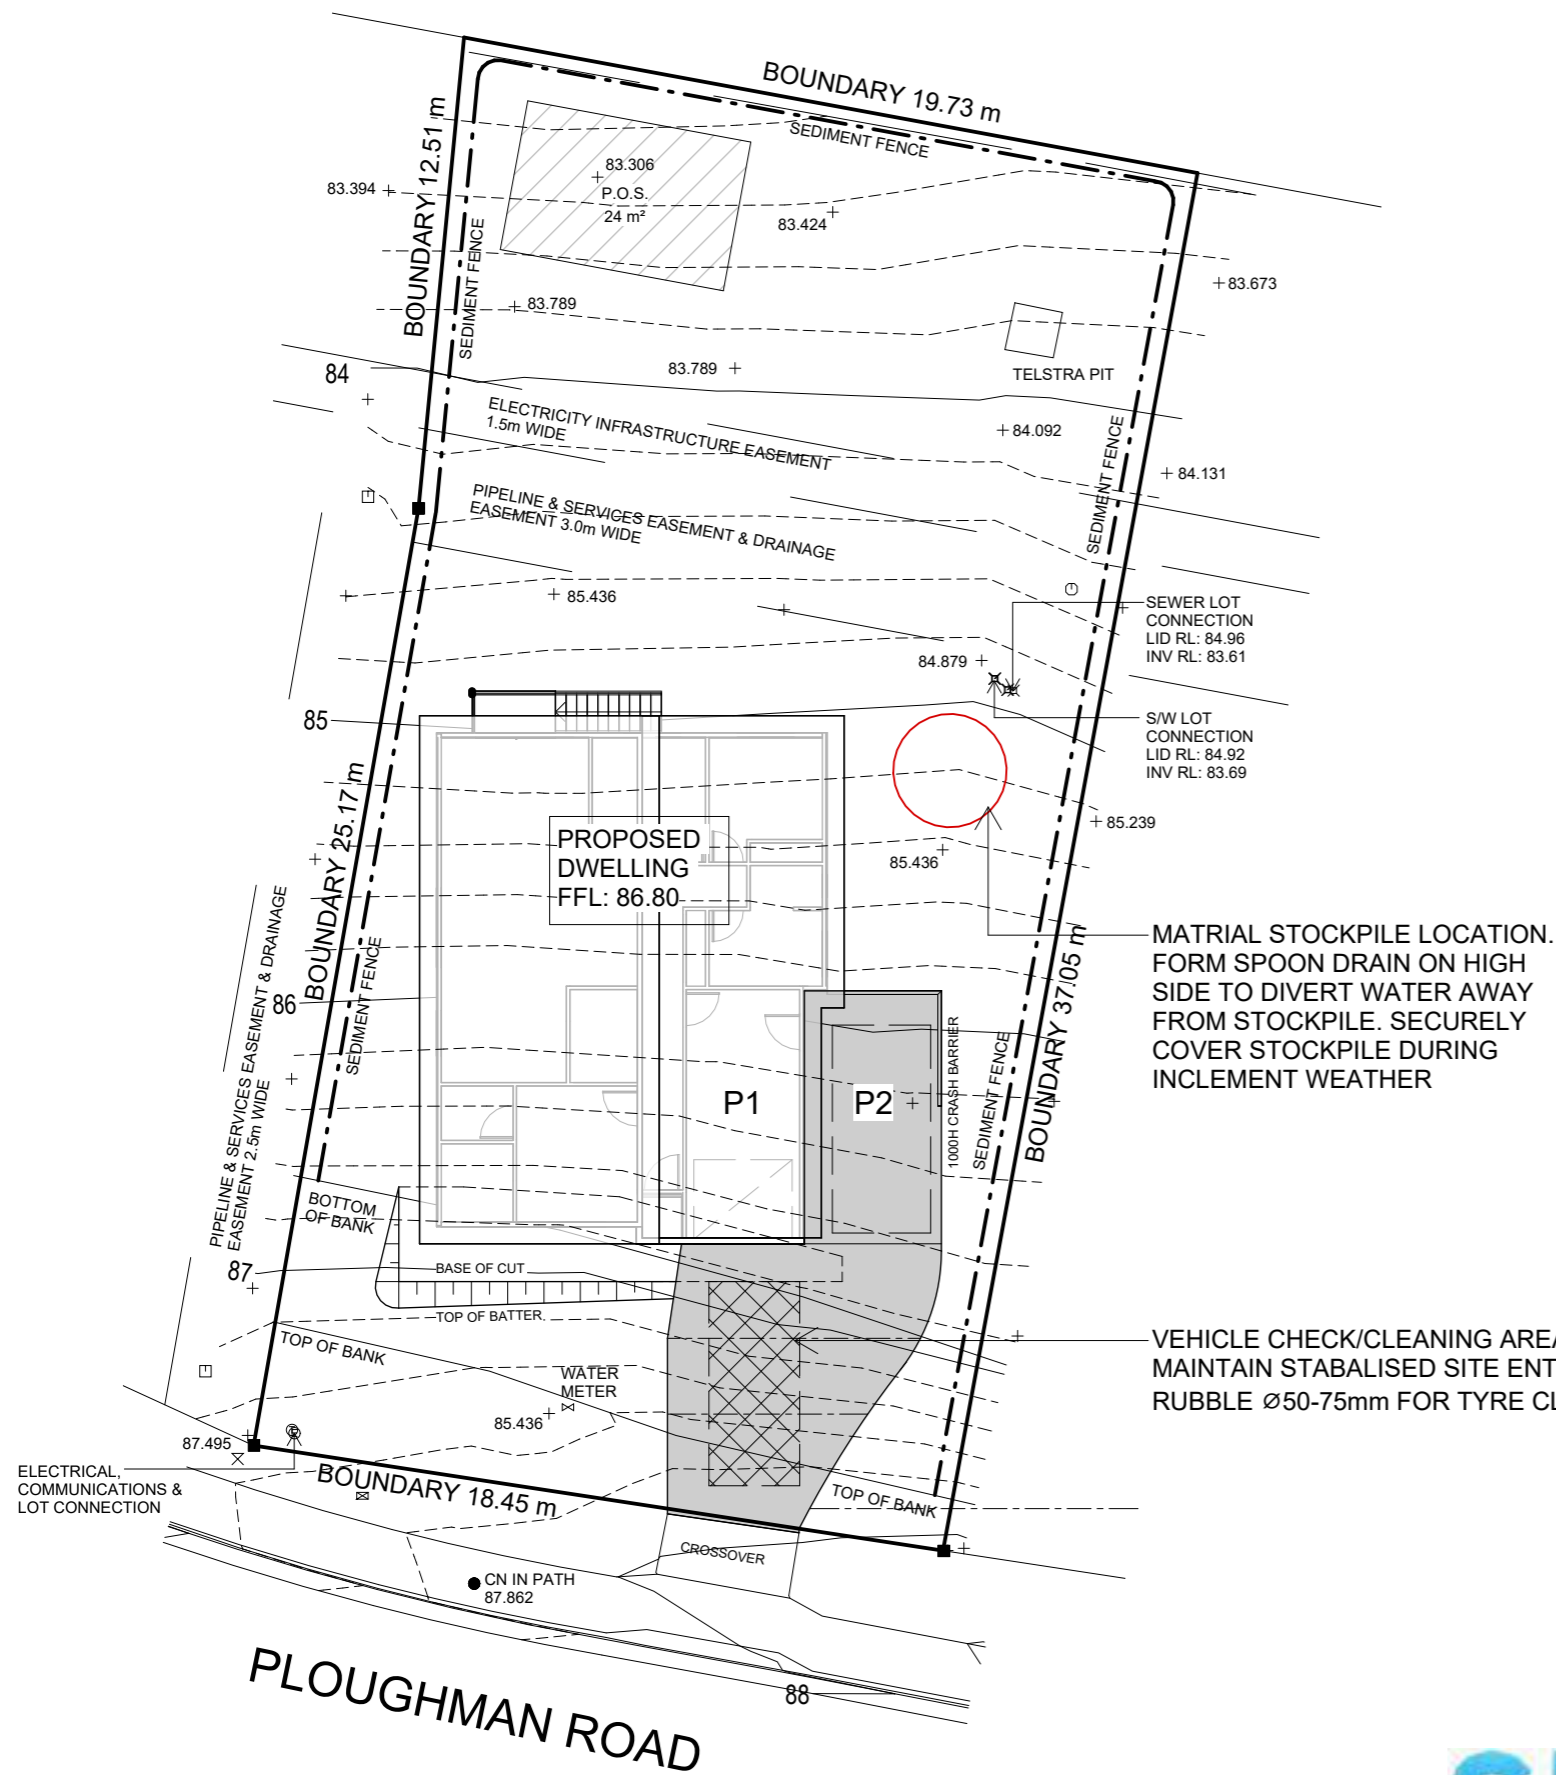 BOUNDARY 19.73 m
SEDIMENT FENCE
BOUNDARY 12.51 m
SEDIMENT FENCE
83.306
P.O.S.
24 m²
83.394
83.424
83.673
83.789
83.789
TELSTRA PIT
84
ELECTRICITY INFRASTRUCTURE EASEMENT
1.5m WIDE
84.092
84.131
SEDIMENT FENCE
PIPELINE & SERVICES EASEMENT & DRAINAGE
EASEMENT 3.0m WIDE
85.436
SEWER LOT
CONNECTION
LID RL: 84.96
INV RL: 83.61
84.879
S/W LOT
CONNECTION
LID RL: 84.92
INV RL: 83.69
85
BOUNDARY 25.17 m
PROPOSED
DWELLING
FFL: 86.80
85.239
85.436
MATRIAL STOCKPILE LOCATION.
FORM SPOON DRAIN ON HIGH
SIDE TO DIVERT WATER AWAY
FROM STOCKPILE. SECURELY
COVER STOCKPILE DURING
INCLEMENT WEATHER
BOUNDARY 37.05 m
SEDIMENT FENCE
86
SEDIMENT FENCE
1000H CRASH BARRIER
P1
P2
PIPELINE & SERVICES EASEMENT & DRAINAGE
EASEMENT 2.5m WIDE
BOTTOM
OF BANK
87
BASE OF CUT
TOP OF BATTER
TOP OF BANK
VEHICLE CHECK/CLEANING AREA
MAINTAIN STABALISED SITE ENT
RUBBLE Ø50-75mm FOR TYRE CL
WATER
METER
85.436
87.495
ELECTRICAL,
COMMUNICATIONS &
LOT CONNECTION
BOUNDARY 18.45 m
TOP OF BANK
CROSSOVER
CN IN PATH
87.862
88
PLOUGHMAN ROAD